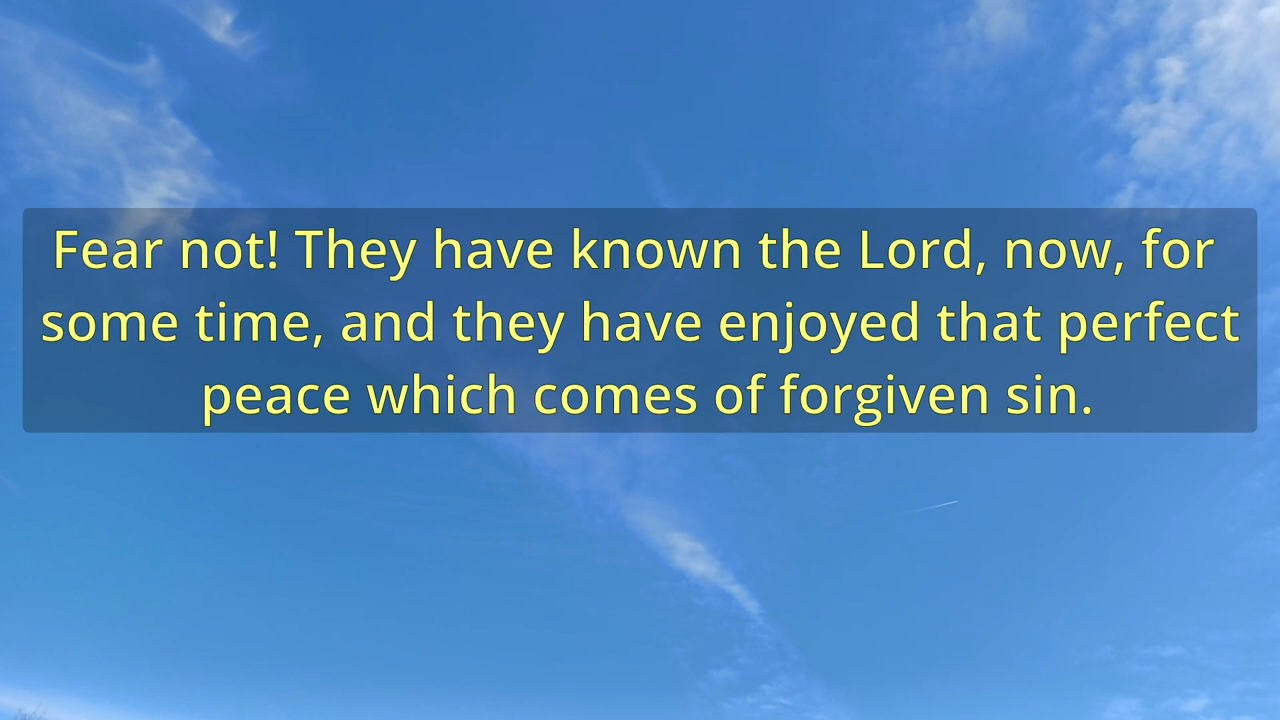 Fear not! They have known the Lord, now, for
some time, and they have enjoyed that perfect
peace which comes of forgiven sin.